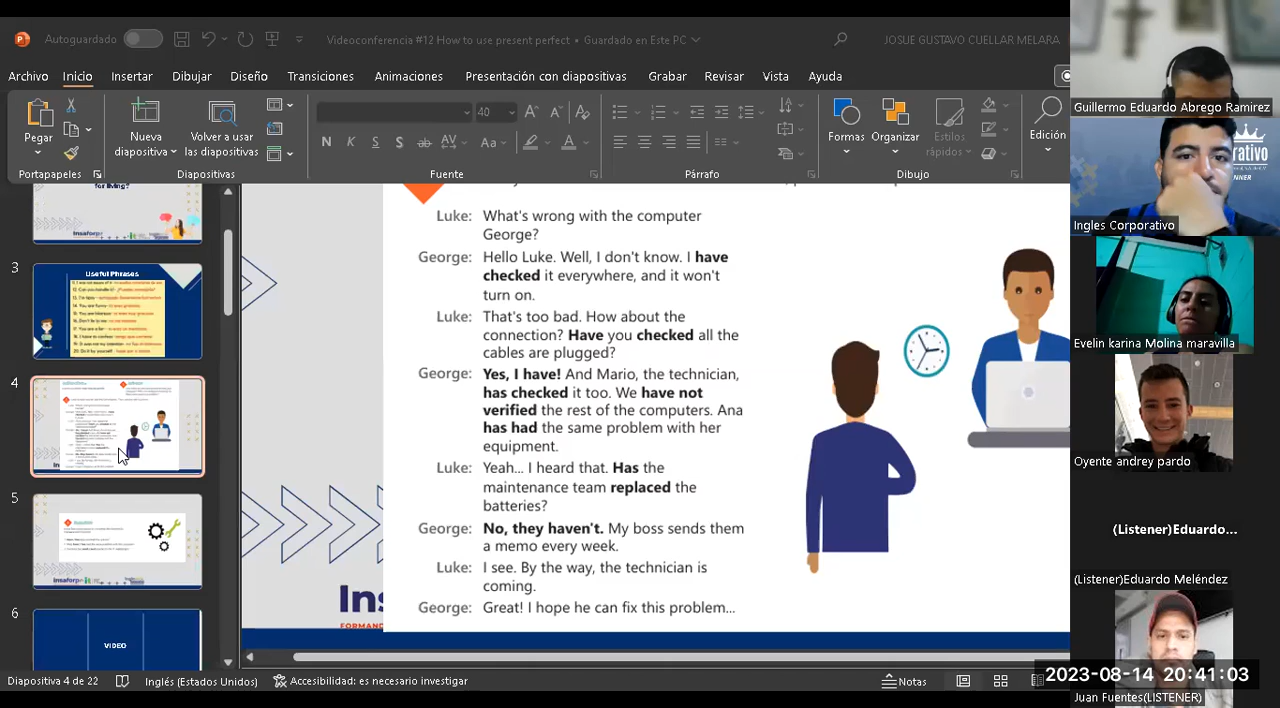 Autoguardado
Videoconferencia #12 How to use present perfect • Guardado en Este PC
JOSUE GUSTAVO CUELLAR MELARA
Archivo Inicio Insertar Dibujar Diseño Transiciones Animaciones Presentación con diapositivas Grabar Revisar Vista Ayuda
Pegar
Nueva diapositiva
Volver a usar las diapositivas
40
N K S S ab AV Aa A
Formas
Organizar
Estilos rápidos
Edición
Portapapeles
Diapositivas
Fuente
Párrafo
Dibujo
for living?
3
Useful Phrases
4
5
6
VIDEO
Luke: What's wrong with the computer
George?
George: Hello Luke. Well, I don't know. I have
checked it everywhere, and it won't
turn on.
Luke: That's too bad. How about the
connection? Have you checked all the
cables are plugged?
George: Yes, I have! And Mario, the technician,
has checked it too. We have not
verified the rest of the computers. Ana
has had the same problem with her
equipment.
Luke: Yeah... I heard that. Has the
maintenance team replaced the
batteries?
George: No, they haven't. My boss sends them
a memo every week.
Luke: I see. By the way, the technician is
coming.
George: Great! I hope he can fix this problem...
Ins
Guillermo Eduardo Abrego Ramirez
Ingles Corporativo
Evelin karina Molina maravilla
Oyente andrey pardo
(Listener)Eduardo...
(Listener)Eduardo Meléndez
2023-08-14 20:41:03
Juan Fuentes(LISTENER)
Diapositiva 4 de 22
Inglés (Estados Unidos)
Accesibilidad: es necesario investigar
Notas